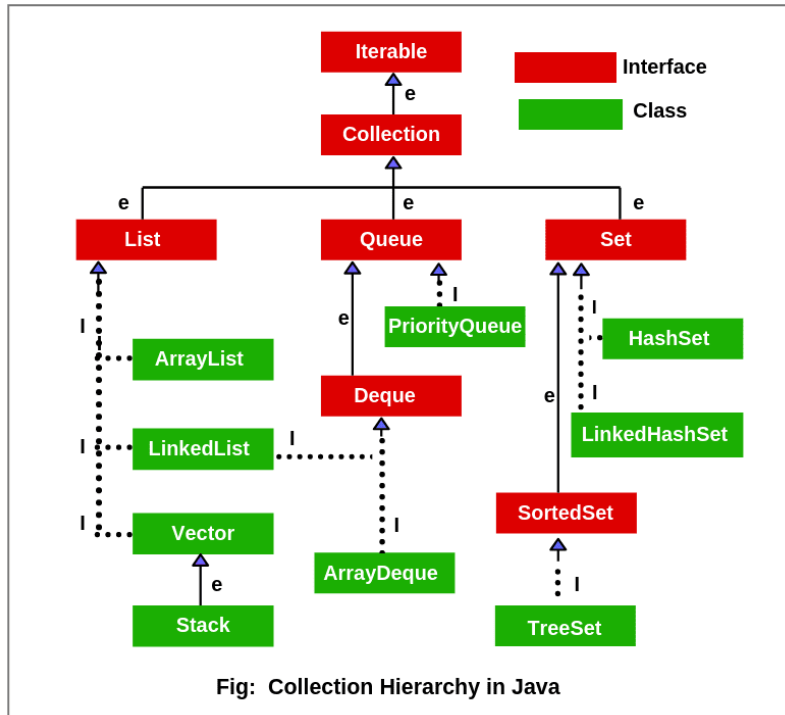 Iterable
Interface
e
Class
Collection
e
e
e
List
Queue
Set
I
I
PriorityQueue
I
e
HashSet
ArrayList
Deque
e
I
I
LinkedList
I
LinkedHashSet
I
Vector
I
SortedSet
e
ArrayDeque
I
Stack
TreeSet
Fig: Collection Hierarchy in Java